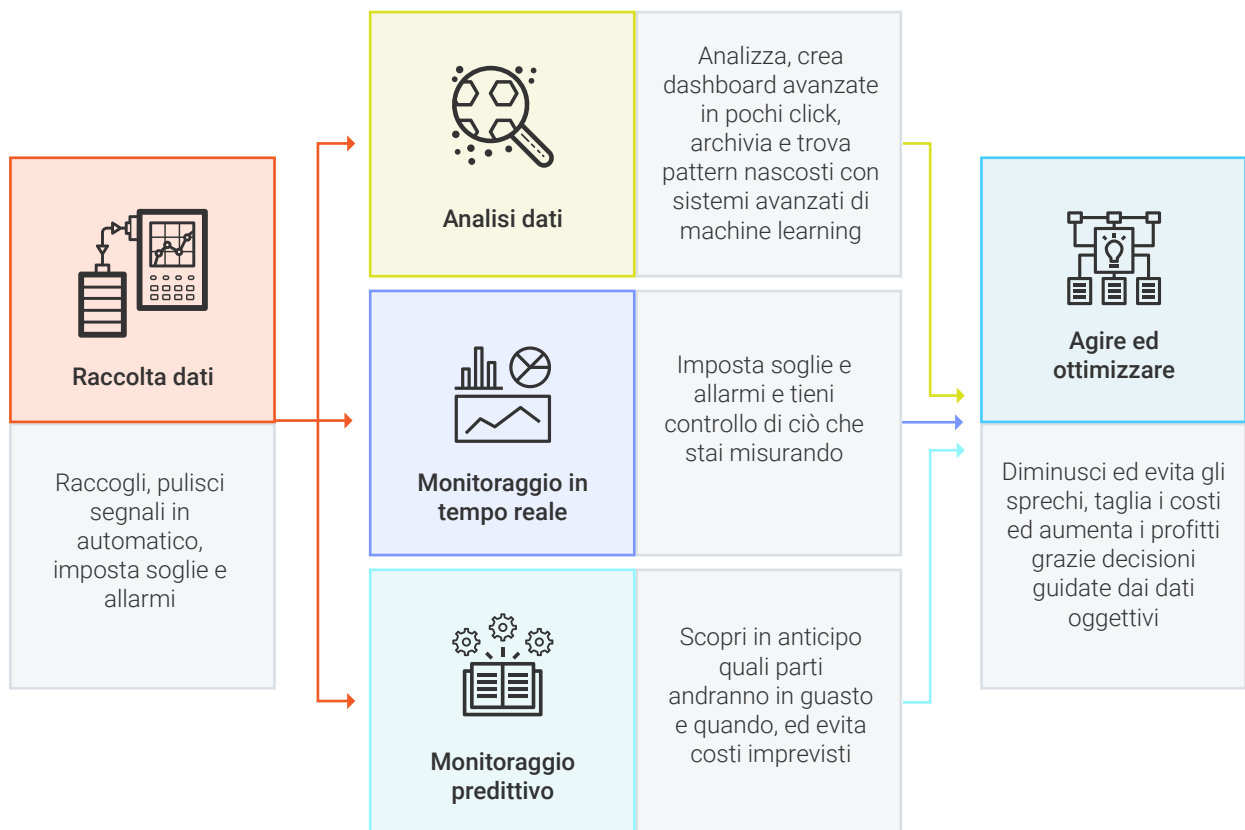 Raccolta dati
Raccogli, pulisci
segnali in
automatico,
imposta soglie e
allarmi
Analisi dati
Analizza, crea
dashboard avanzate
in pochi click,
archivia e trova
pattern nascosti con
sistemi avanzati di
machine learning
Monitoraggio in
tempo reale
Imposta soglie e
allarmi e tieni
controllo di ciò che
stai misurando
Monitoraggio
predittivo
Scopri in anticipo
quali parti
andranno in guasto
e quando, ed evita
costi imprevisti
Agire ed
ottimizzare
Diminusci ed evita gli
sprechi, taglia i costi
ed aumenta i profitti
grazie decisioni
guidate dai dati
oggettivi